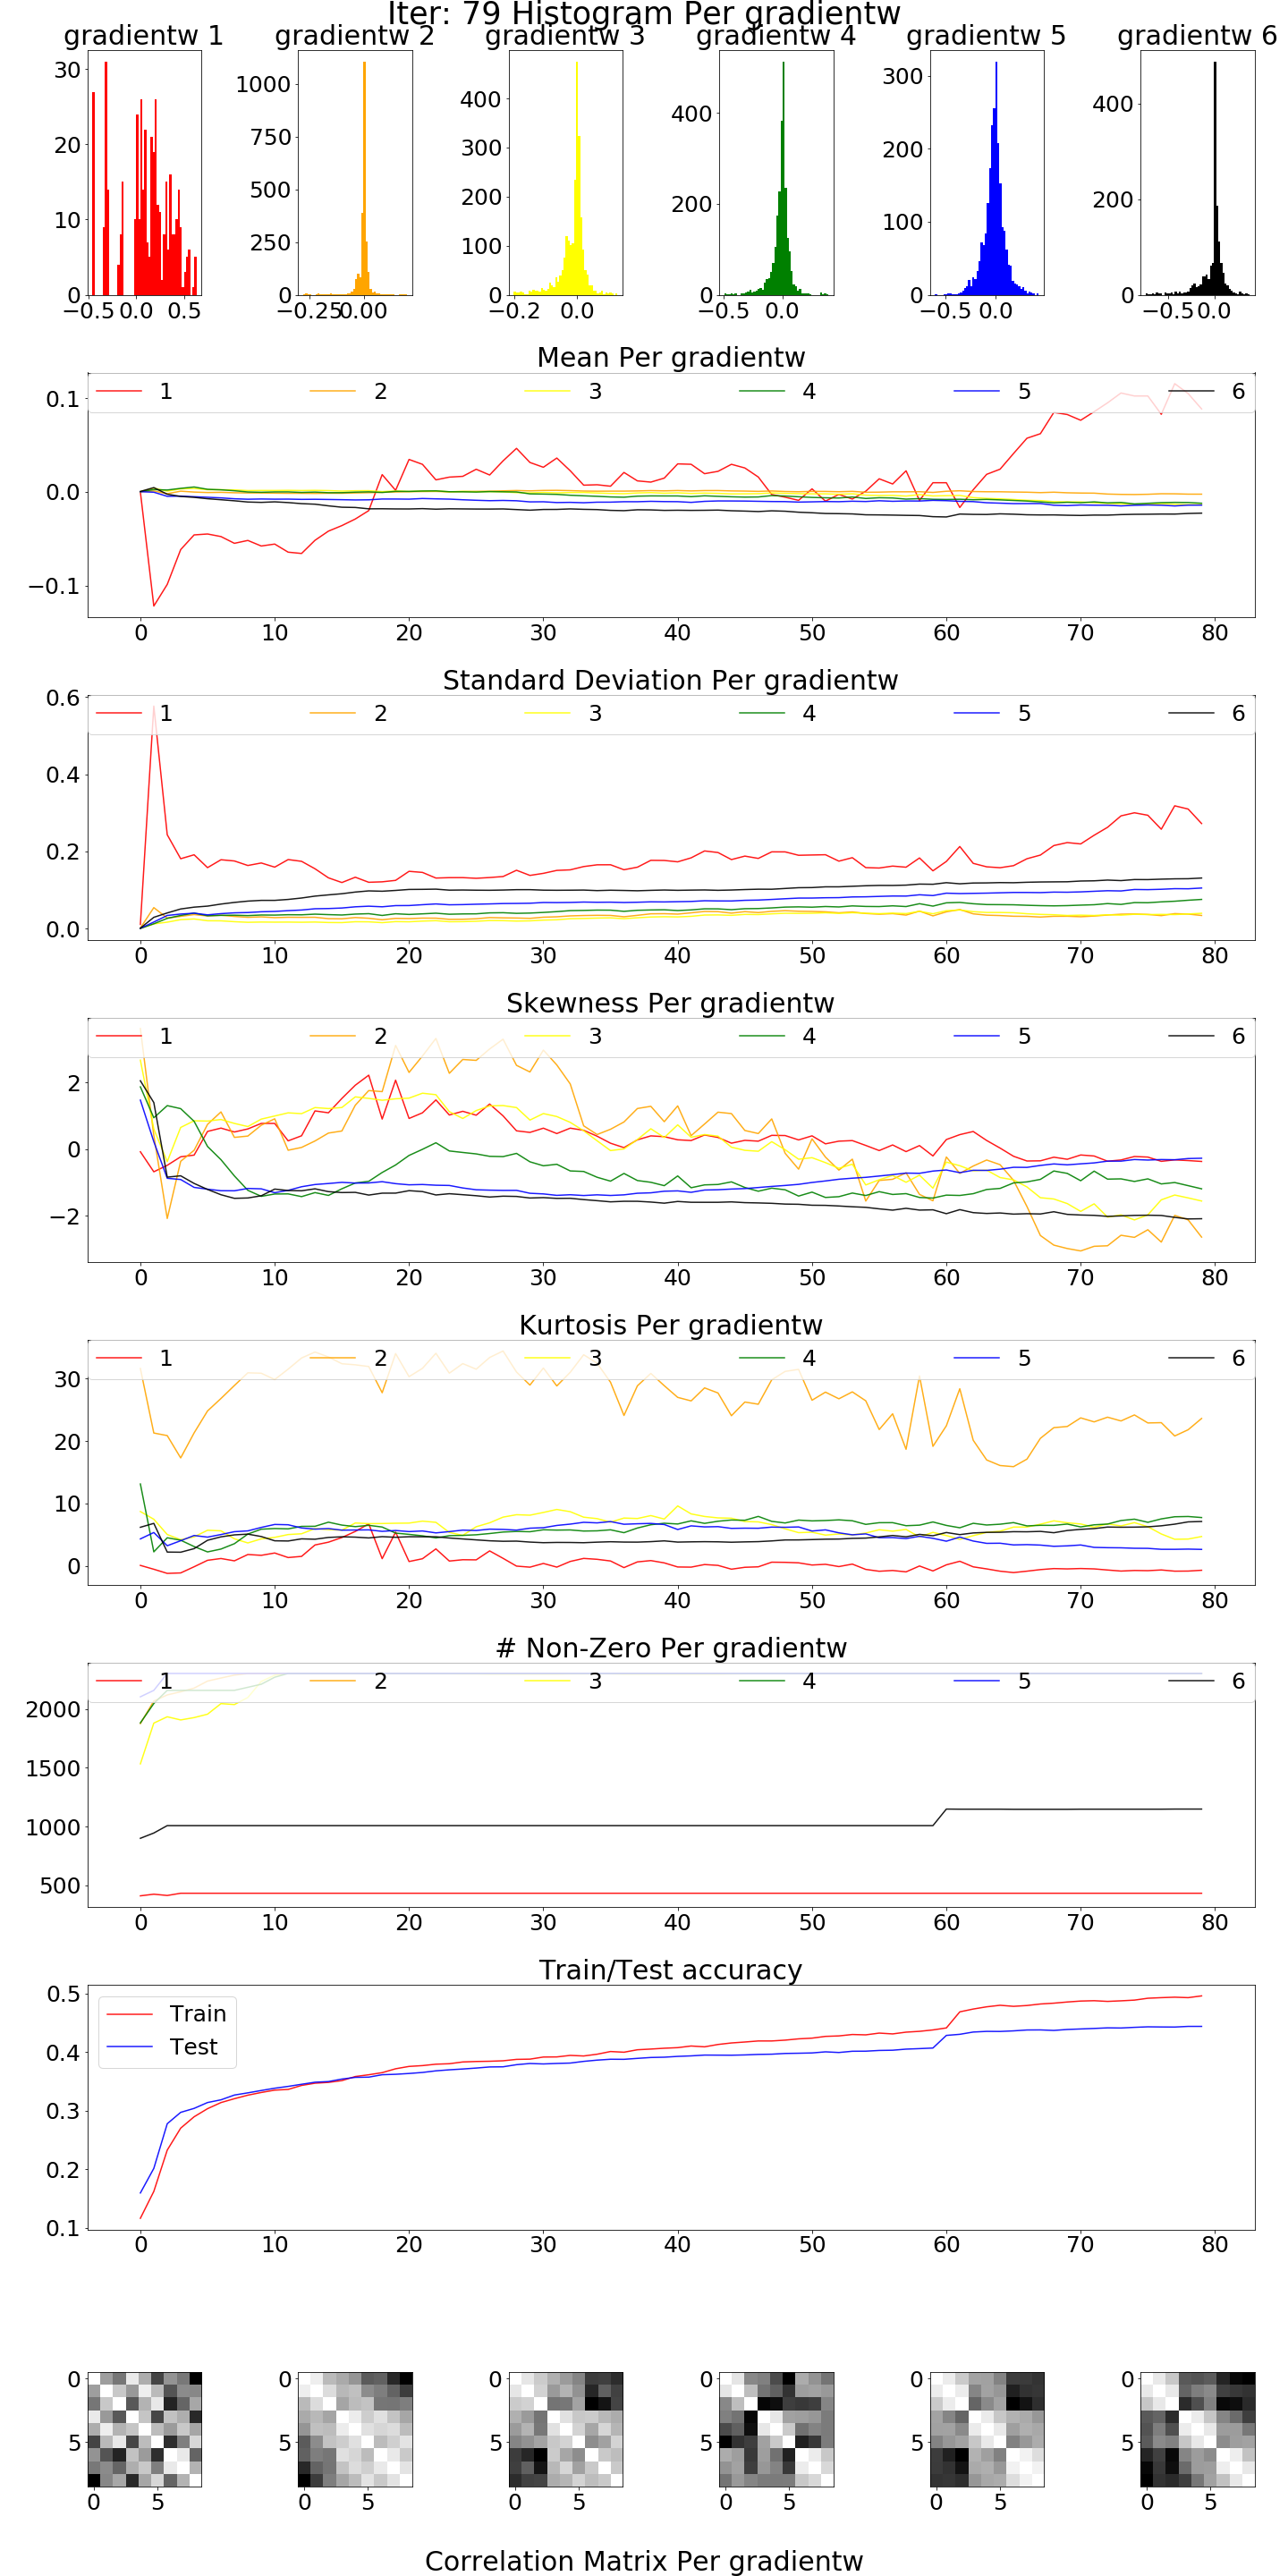 Iter: 79 Histogram Per gradientw
gradientw 1 gradientw 2 gradientw 3 gradientw 4 gradientw 5 gradientw 6
30 1000 400 400 300 400
20 750 300 200 200 200
10 500 200 0 100 0
0 250 100 0
0 0
−0.5 0.0 0.5 −0.25 0.00 −0.2 0.0 −0.5 0.0 −0.5 0.0 −0.5 0.0
Mean Per gradientw
1 2 3 4 5 6
0.1
0.0
−0.1
0 10 20 30 40 50 60 70 80
Standard Deviation Per gradientw
0.6
1 2 3 4 5 6
0.4
0.2
0.0
0 10 20 30 40 50 60 70 80
Skewness Per gradientw
1 2 3 4 5 6
2
0
−2
0 10 20 30 40 50 60 70 80
Kurtosis Per gradientw
1 2 3 4 5 6
30
20
10
0
0 10 20 30 40 50 60 70 80
# Non-Zero Per gradientw
1 2 3 4 5 6
2000
1500
1000
500
0 10 20 30 40 50 60 70 80
Train/Test accuracy
0.5
Train
Test
0.4
0.3
0.2
0.1
0 10 20 30 40 50 60 70 80
0 0 0 0 0 0
5 5 5 5 5 5
0 5 0 5 0 5 0 5 0 5 0 5
Correlation Matrix Per gradientw